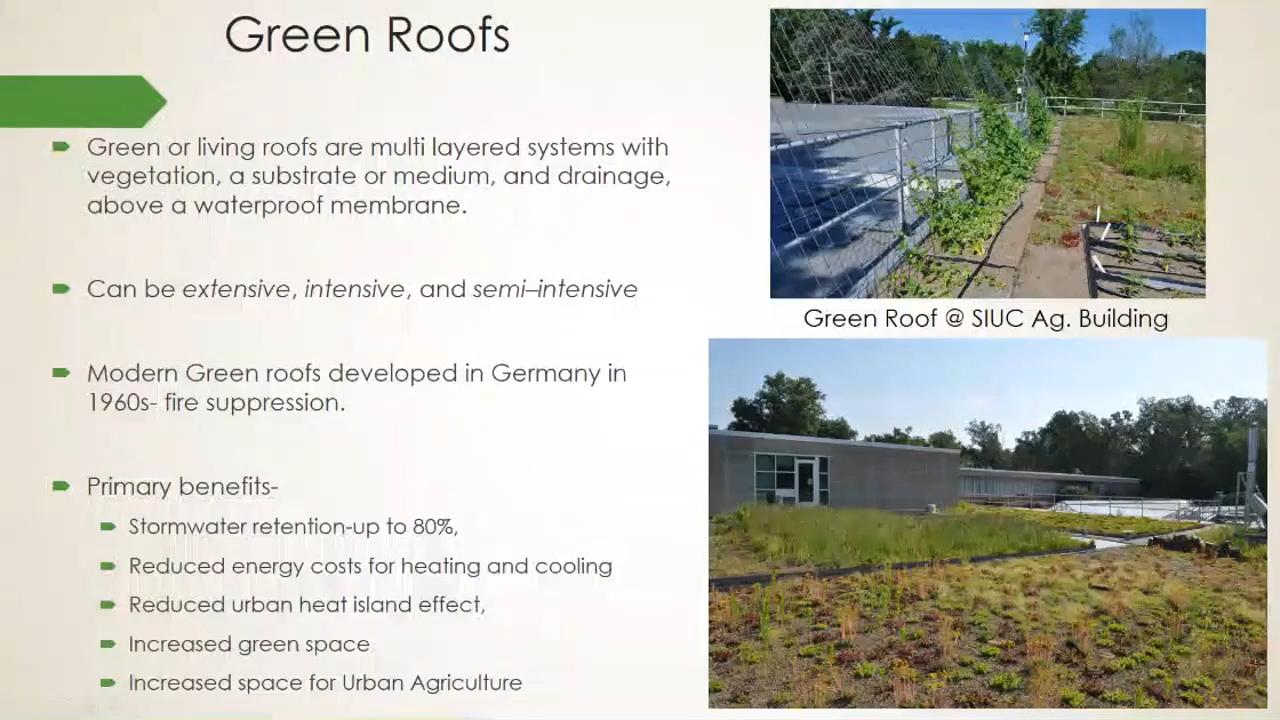 Green Roofs
Green or living roofs are multi layered systems with
vegetation, a substrate or medium, and drainage,
above a waterproof membrane.
Can be extensive, intensive, and semi–intensive
Modern Green roofs developed in Germany in
1960s- fire suppression.
Primary benefits-
Stormwater retention-up to 80%,
Reduced energy costs for heating and cooling
Reduced urban heat island effect,
Increased green space
Increased space for Urban Agriculture
Green Roof @ SIUC Ag. Building